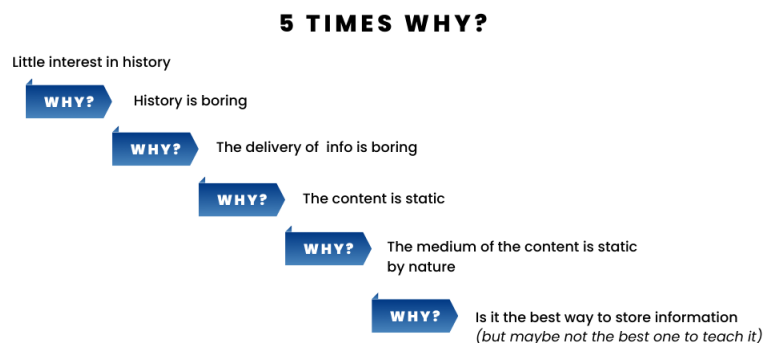 5 TIMES WHY?
Little interest in history
WHY? History is boring
WHY? The delivery of info is boring
WHY? The content is static
WHY? The medium of the content is static
by nature
WHY? Is it the best way to store information
(but maybe not the best one to teach it)